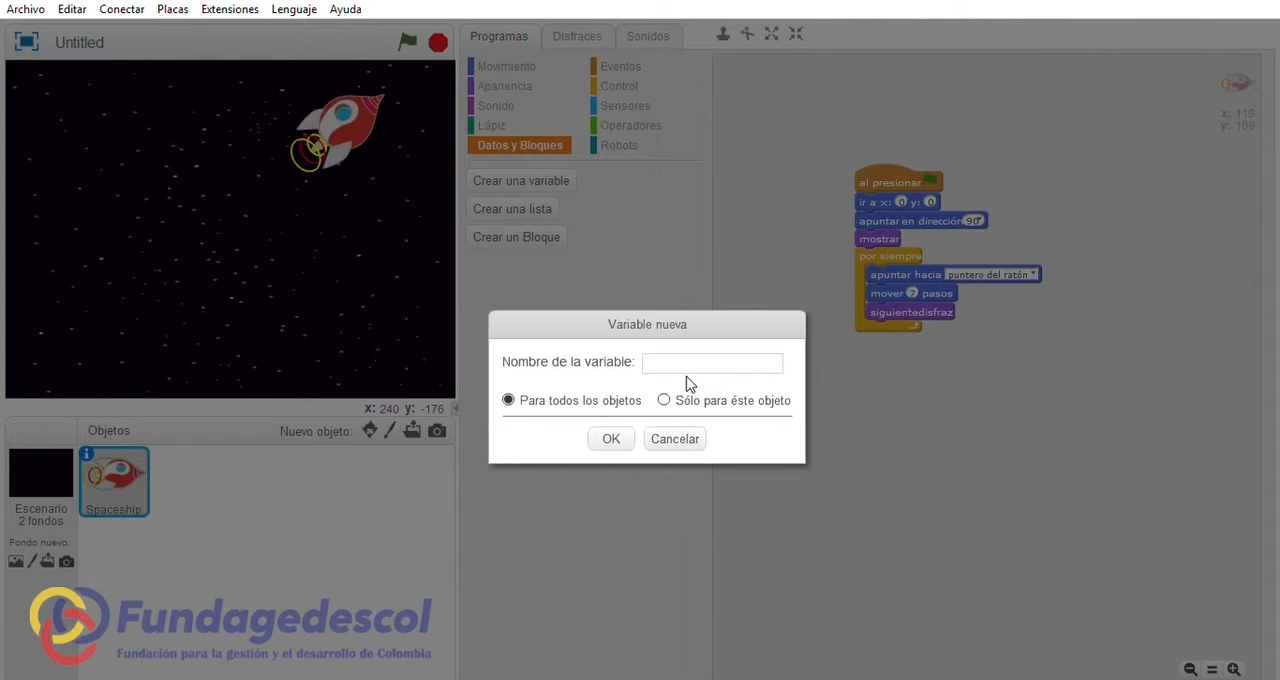 Archivo Editar Conectar Placas Extensiones Lenguaje Ayuda
Untitled
Programas Disfraces Sonidos
Movimiento Eventos
Apariencia Control
Sonido Sensores
Lápiz Operadores
Datos y Bloques Robots
Crear una variable
Crear una lista
Crear un Bloque
x: 119
y: 109
al presionar
ir a x: 0 y: 0
apuntar en dirección 90
mostrar
por siempre
apuntar hacia puntero del ratón
mover 7 pasos
siguiente disfraz
Variable nueva
Nombre de la variable:
Para todos los objetos Sólo para éste objeto
OK Cancelar
x: 240 y: -176
Objetos Nuevo objeto:
Spaceship
Escenario
2 fondos
Fondo nuevo:
Fundagedescol
Fundación para la gestión y el desarrollo de Colombia